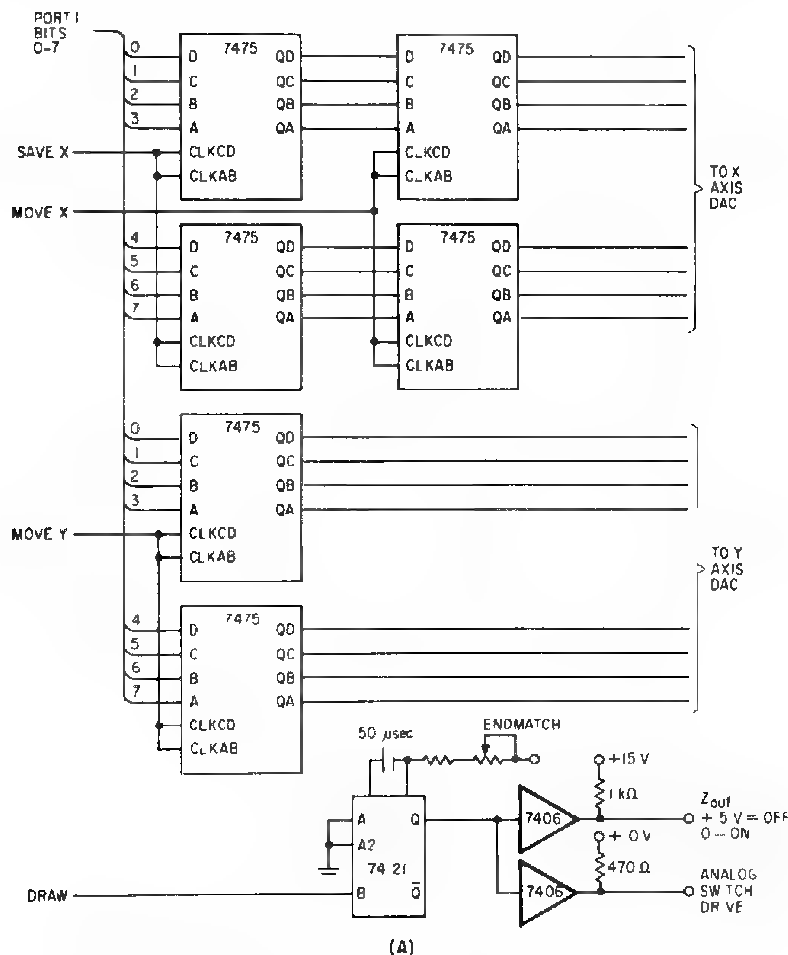 PORT 1
BITS
0-7
0 D 7475 QD D 7475 QD
1 C QC C QC
2 B QB B QB
3 A QA A QA
SAVE X CLKCD CLKCD
CLKAB CLKAB
MOVE X
TO X
AXIS
DAC
4 D 7475 QD D 7475 QD
5 C QC C QC
6 B QB B QB
7 A QA A QA
CLKCD CLKCD
CLKAB CLKAB
0 D 7475 QD
1 C QC
2 B QB
3 A QA
MOVE Y CLKCD
CLKAB
TO Y
AXIS
DAC
4 D 7475 QD
5 C QC
6 B QB
7 A QA
CLKCD
CLKAB
50 µsec
ENDMATCH
+15 V
1 kΩ
A Q
A2
B Q̅
DRAW
7406
Zout
+ 5 V = OFF
0 – ON
470 Ω
7406
ANALOG
SWITCH
DRIVE
(A)